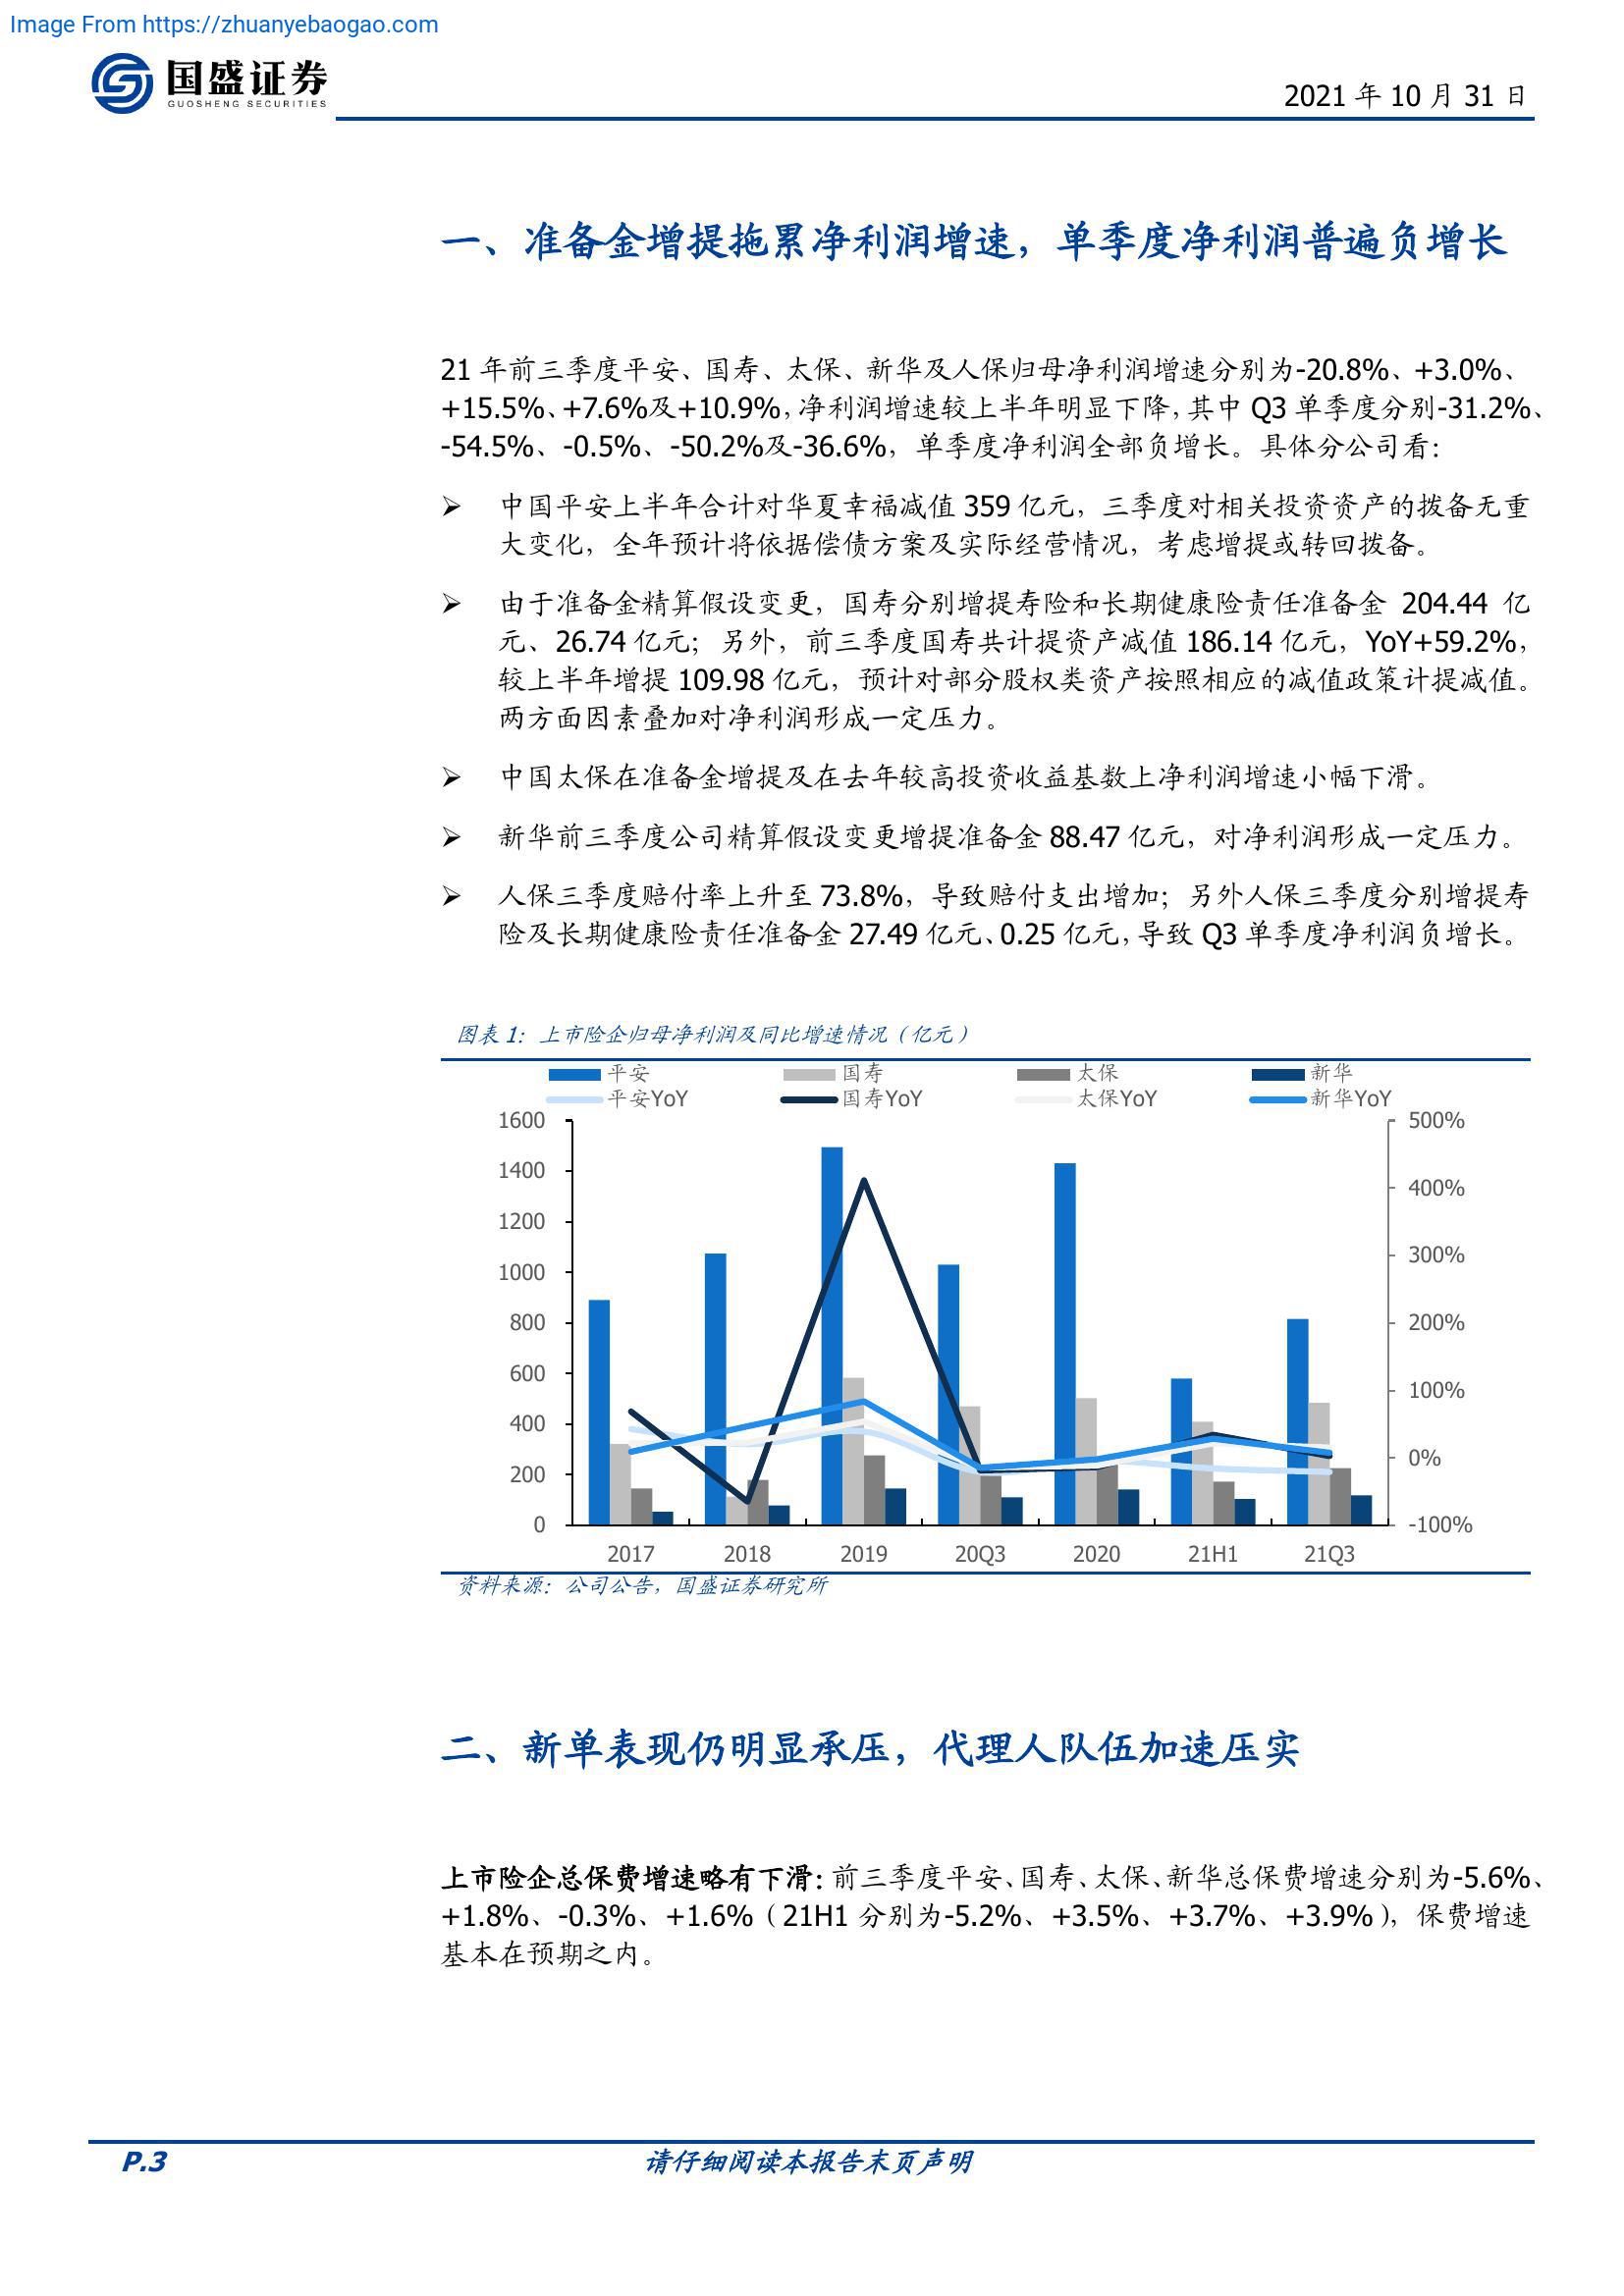 Image From https://zhuanyebaogao.com
国盛证券
GUOSHENG SECURITIES
2021 年 10 月 31 日
一、准备金增提拖累净利润增速，单季度净利润普遍负增长
21 年前三季度平安、国寿、太保、新华及人保归母净利润增速分别为-20.8%、+3.0%、
+15.5%、+7.6%及+10.9%，净利润增速较上半年明显下降，其中 Q3 单季度分别-31.2%、
-54.5%、-0.5%、-50.2%及-36.6%，单季度净利润全部负增长。具体分公司看：
➢ 中国平安上半年合计对华夏幸福减值 359 亿元，三季度对相关投资资产的拨备无重
大变化，全年预计将依据偿债方案及实际经营情况，考虑增提或转回拨备。
➢ 由于准备金精算假设变更，国寿分别增提寿险和长期健康险责任准备金 204.44 亿
元、26.74 亿元；另外，前三季度国寿共计提资产减值 186.14 亿元，YoY+59.2%，
较上半年增提 109.98 亿元，预计对部分股权类资产按照相应的减值政策计提减值。
两方面因素叠加对净利润形成一定压力。
➢ 中国太保在准备金增提及在去年较高投资收益基数上净利润增速小幅下滑。
➢ 新华前三季度公司精算假设变更增提准备金 88.47 亿元，对净利润形成一定压力。
➢ 人保三季度赔付率上升至 73.8%，导致赔付支出增加；另外人保三季度分别增提寿
险及长期健康险责任准备金 27.49 亿元、0.25 亿元，导致 Q3 单季度净利润负增长。
图表 1：上市险企归母净利润及同比增速情况（亿元）
平安 国寿 太保 新华
平安YoY 国寿YoY 太保YoY 新华YoY
1600 500%
1400 400%
1200 300%
1000
800 200%
600 100%
400 0%
200
0 -100%
2017 2018 2019 20Q3 2020 21H1 21Q3
资料来源：公司公告，国盛证券研究所
二、新单表现仍明显承压，代理人队伍加速压实
上市险企总保费增速略有下滑：前三季度平安、国寿、太保、新华总保费增速分别为-5.6%、
+1.8%、-0.3%、+1.6%（21H1 分别为-5.2%、+3.5%、+3.7%、+3.9%），保费增速
基本在预期之内。
P.3 请仔细阅读本报告末页声明